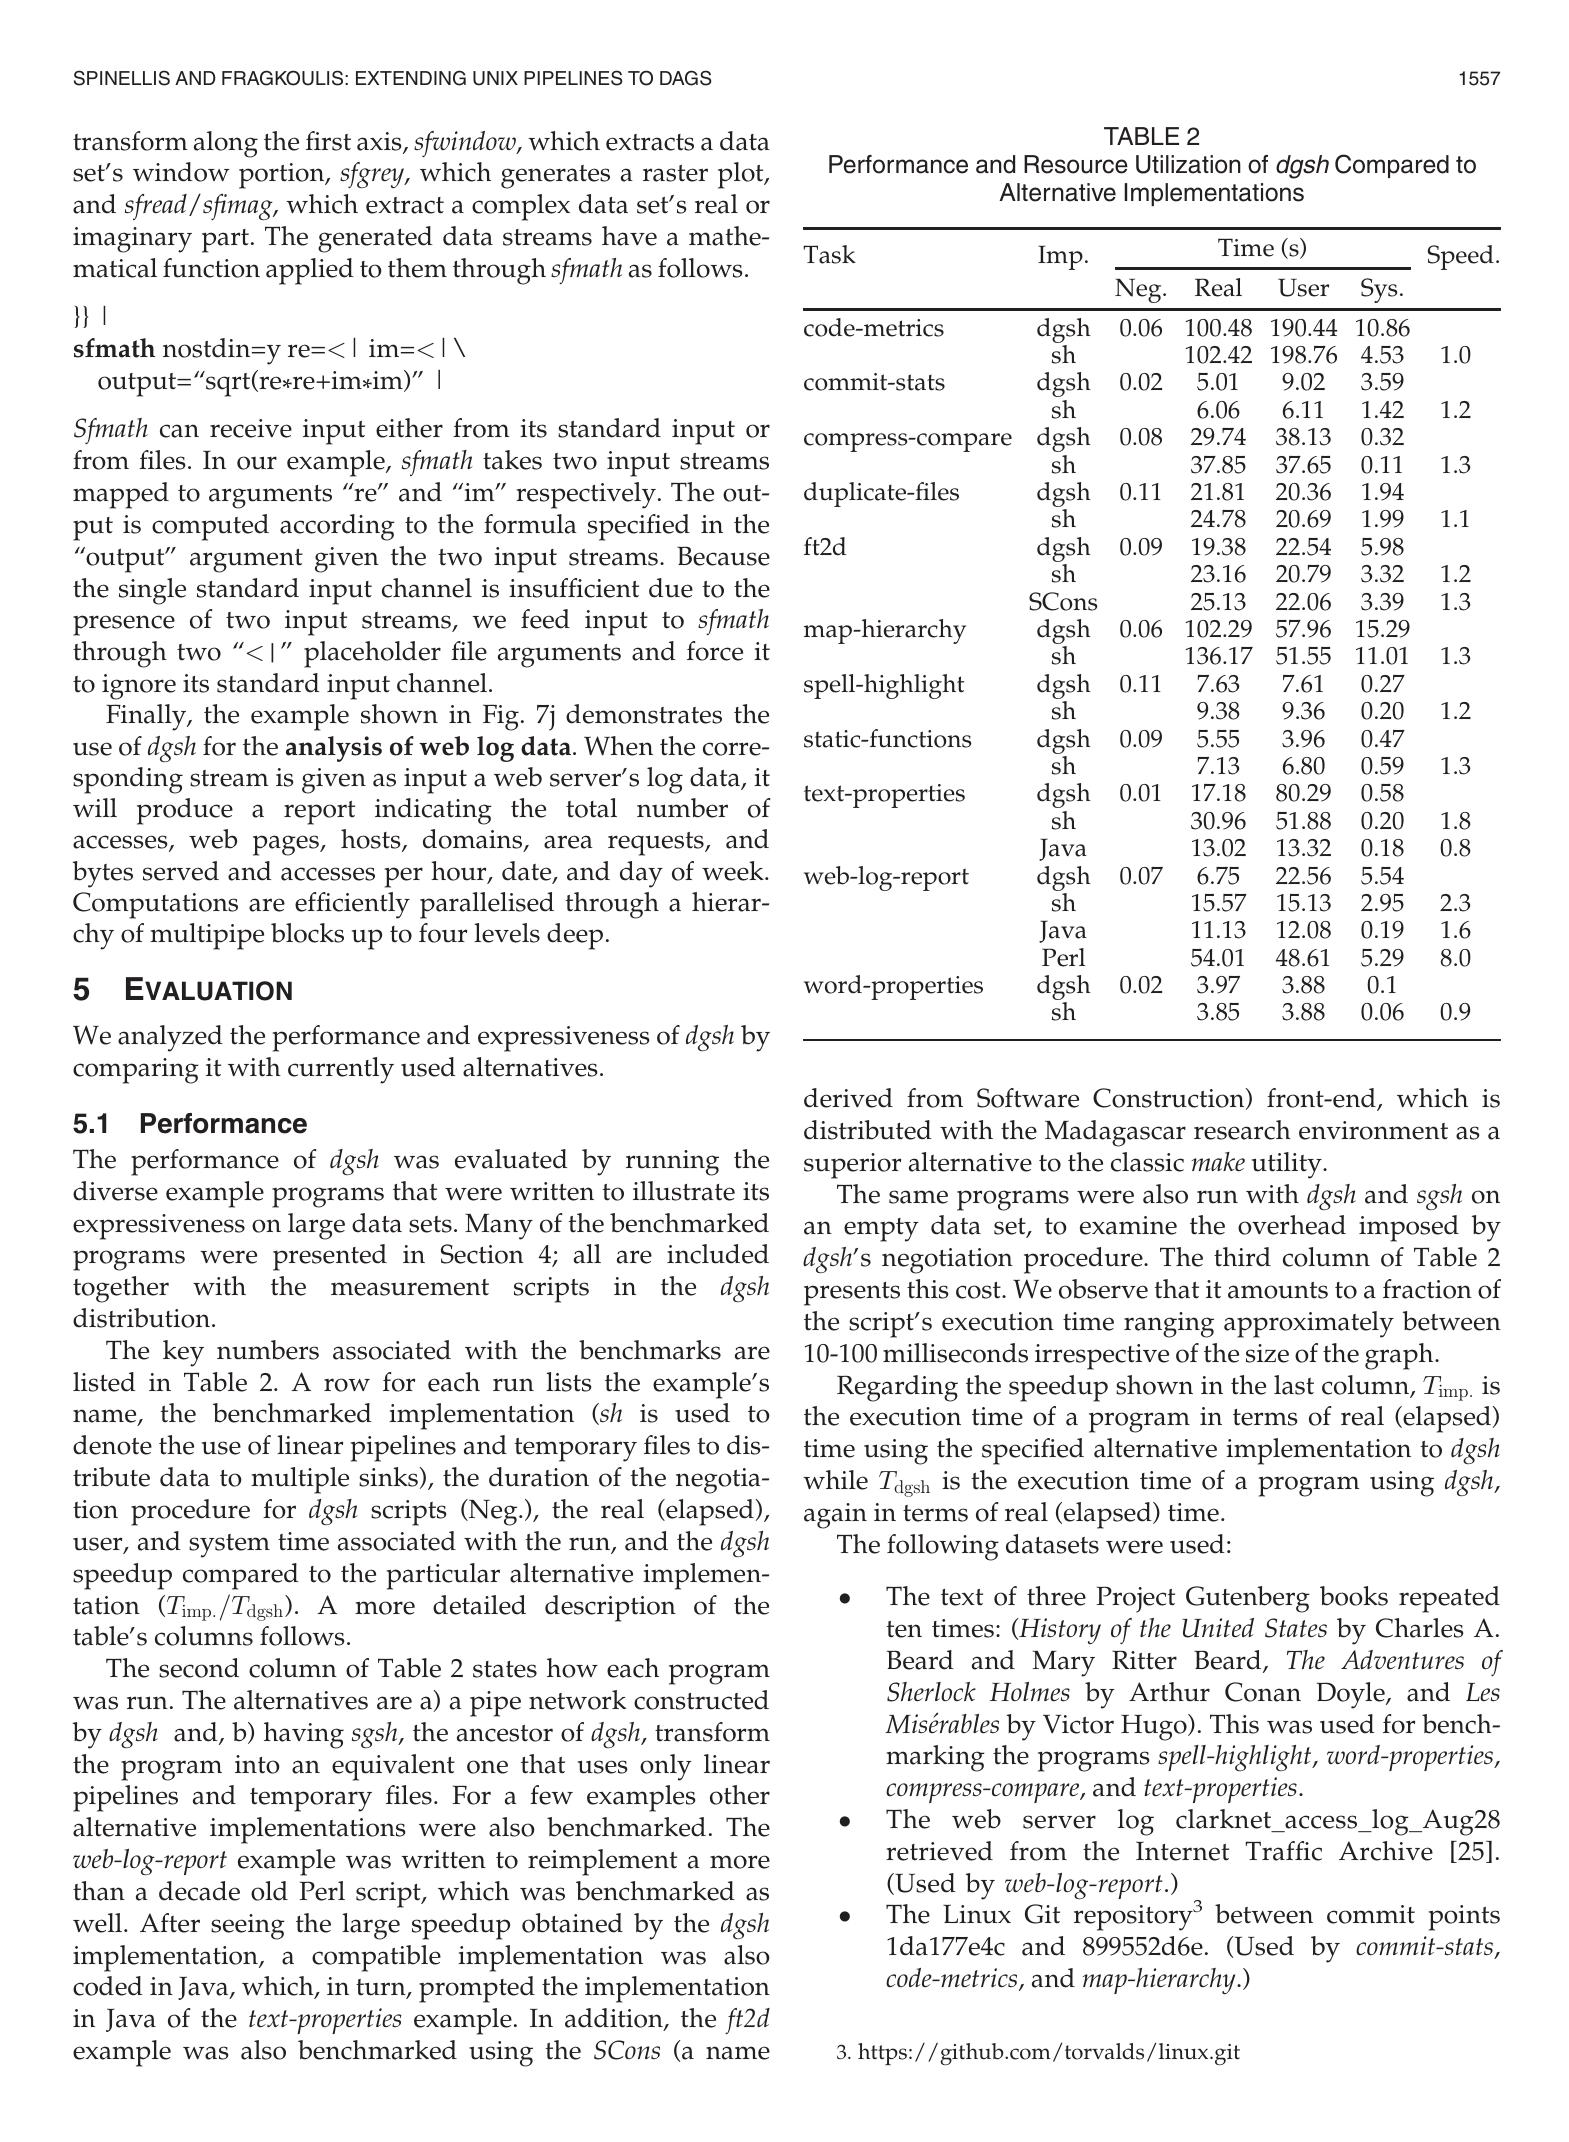 SPINELLIS AND FRAGKOULIS: EXTENDING UNIX PIPELINES TO DAGS
1557
transform along the first axis, sfwindow, which extracts a data
set's window portion, sfgrey, which generates a raster plot,
and sfread/sfimag, which extract a complex data set's real or
imaginary part. The generated data streams have a mathe-
matical function applied to them through sfmath as follows.
}} |
sfmath nostdin=y re=<| im=<|\
output=“sqrt(re*re+im*im)” |
Sfmath can receive input either from its standard input or
from files. In our example, sfmath takes two input streams
mapped to arguments “re” and “im” respectively. The out-
put is computed according to the formula specified in the
“output” argument given the two input streams. Because
the single standard input channel is insufficient due to the
presence of two input streams, we feed input to sfmath
through two “<|” placeholder file arguments and force it
to ignore its standard input channel.
Finally, the example shown in Fig. 7j demonstrates the
use of dgsh for the analysis of web log data. When the corre-
sponding stream is given as input a web server's log data, it
will produce a report indicating the total number of
accesses, web pages, hosts, domains, area requests, and
bytes served and accesses per hour, date, and day of week.
Computations are efficiently parallelised through a hierar-
chy of multipipe blocks up to four levels deep.
5 EVALUATION
We analyzed the performance and expressiveness of dgsh by
comparing it with currently used alternatives.
5.1 Performance
The performance of dgsh was evaluated by running the
diverse example programs that were written to illustrate its
expressiveness on large data sets. Many of the benchmarked
programs were presented in Section 4; all are included
together with the measurement scripts in the dgsh
distribution.
The key numbers associated with the benchmarks are
listed in Table 2. A row for each run lists the example's
name, the benchmarked implementation (sh is used to
denote the use of linear pipelines and temporary files to dis-
tribute data to multiple sinks), the duration of the negotia-
tion procedure for dgsh scripts (Neg.), the real (elapsed),
user, and system time associated with the run, and the dgsh
speedup compared to the particular alternative implemen-
tation (Timp./Tdgsh). A more detailed description of the
table's columns follows.
The second column of Table 2 states how each program
was run. The alternatives are a) a pipe network constructed
by dgsh and, b) having sgsh, the ancestor of dgsh, transform
the program into an equivalent one that uses only linear
pipelines and temporary files. For a few examples other
alternative implementations were also benchmarked. The
web-log-report example was written to reimplement a more
than a decade old Perl script, which was benchmarked as
well. After seeing the large speedup obtained by the dgsh
implementation, a compatible implementation was also
coded in Java, which, in turn, prompted the implementation
in Java of the text-properties example. In addition, the ft2d
example was also benchmarked using the SCons (a name
TABLE 2
Performance and Resource Utilization of dgsh Compared to
Alternative Implementations
Task Imp. Time (s) Speed.
Neg. Real User Sys.
code-metrics dgsh 0.06 100.48 190.44 10.86
sh 102.42 198.76 4.53 1.0
commit-stats dgsh 0.02 5.01 9.02 3.59
sh 6.06 6.11 1.42 1.2
compress-compare dgsh 0.08 29.74 38.13 0.32
sh 37.85 37.65 0.11 1.3
duplicate-files dgsh 0.11 21.81 20.36 1.94
sh 24.78 20.69 1.99 1.1
ft2d dgsh 0.09 19.38 22.54 5.98
sh 23.16 20.79 3.32 1.2
SCons 25.13 22.06 3.39 1.3
map-hierarchy dgsh 0.06 102.29 57.96 15.29
sh 136.17 51.55 11.01 1.3
spell-highlight dgsh 0.11 7.63 7.61 0.27
sh 9.38 9.36 0.20 1.2
static-functions dgsh 0.09 5.55 3.96 0.47
sh 7.13 6.80 0.59 1.3
text-properties dgsh 0.01 17.18 80.29 0.58
sh 30.96 51.88 0.20 1.8
Java 13.02 13.32 0.18 0.8
web-log-report dgsh 0.07 6.75 22.56 5.54
sh 15.57 15.13 2.95 2.3
Java 11.13 12.08 0.19 1.6
Perl 54.01 48.61 5.29 8.0
word-properties dgsh 0.02 3.97 3.88 0.1
sh 3.85 3.88 0.06 0.9
derived from Software Construction) front-end, which is
distributed with the Madagascar research environment as a
superior alternative to the classic make utility.
The same programs were also run with dgsh and sgsh on
an empty data set, to examine the overhead imposed by
dgsh's negotiation procedure. The third column of Table 2
presents this cost. We observe that it amounts to a fraction of
the script's execution time ranging approximately between
10-100 milliseconds irrespective of the size of the graph.
Regarding the speedup shown in the last column, Timp. is
the execution time of a program in terms of real (elapsed)
time using the specified alternative implementation to dgsh
while Tdgsh is the execution time of a program using dgsh,
again in terms of real (elapsed) time.
The following datasets were used:
• The text of three Project Gutenberg books repeated
ten times: (History of the United States by Charles A.
Beard and Mary Ritter Beard, The Adventures of
Sherlock Holmes by Arthur Conan Doyle, and Les
Misérables by Victor Hugo). This was used for bench-
marking the programs spell-highlight, word-properties,
compress-compare, and text-properties.
• The web server log clarknet_access_log_Aug28
retrieved from the Internet Traffic Archive [25].
(Used by web-log-report.)
• The Linux Git repository3 between commit points
1da177e4c and 899552d6e. (Used by commit-stats,
code-metrics, and map-hierarchy.)
3. https://github.com/torvalds/linux.git